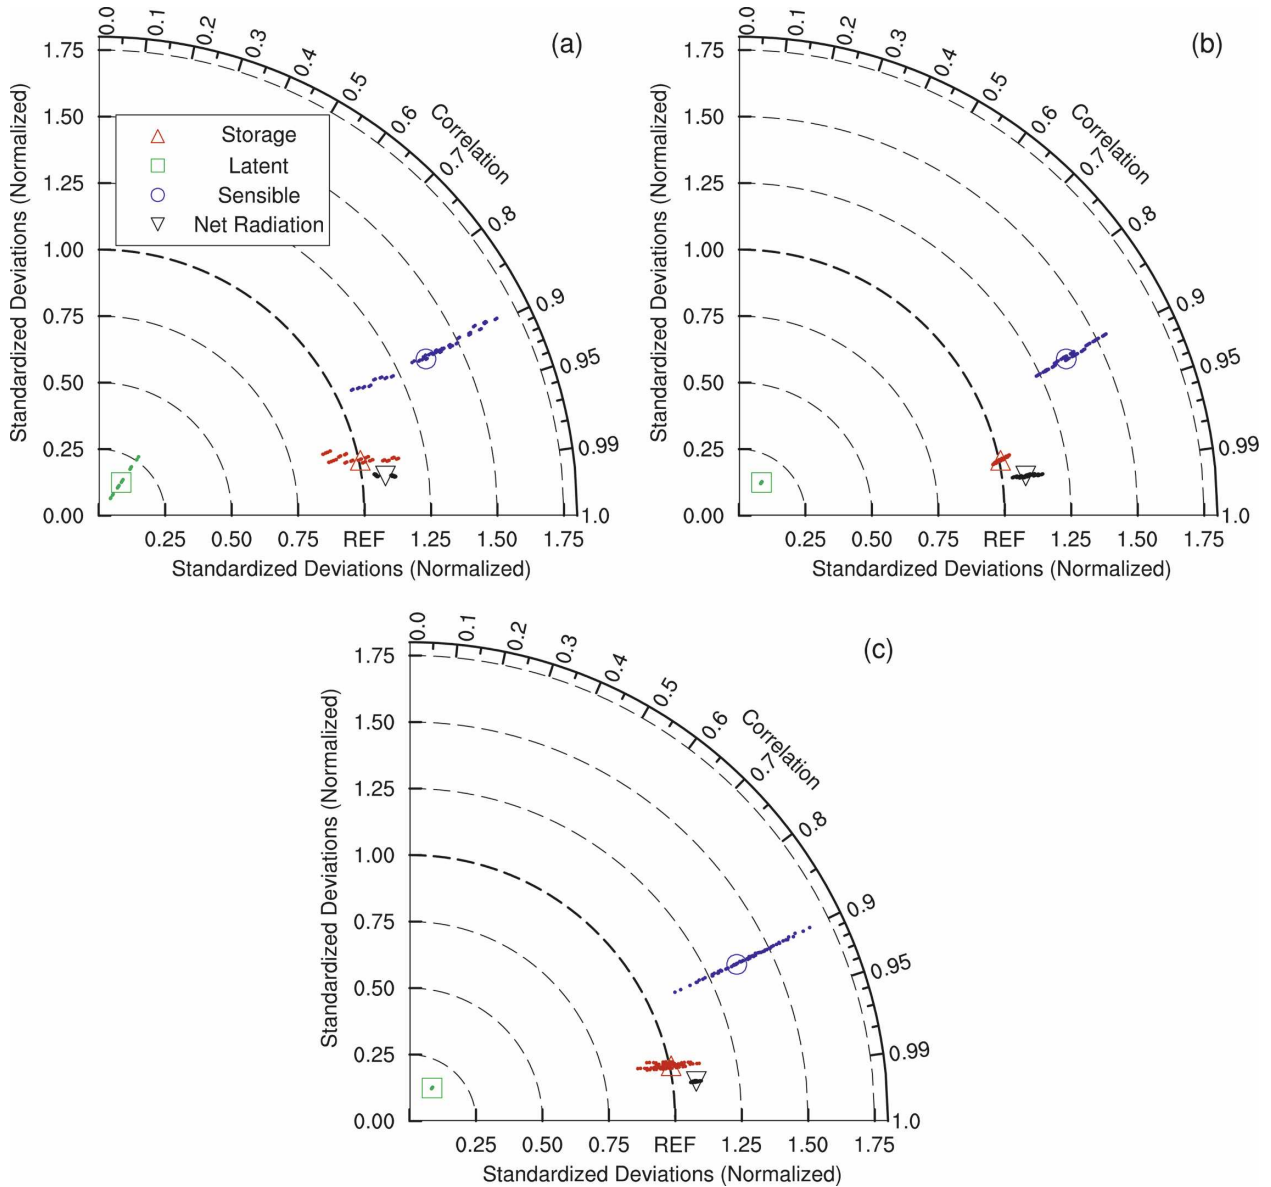 (a)
Standardized Deviations (Normalized)
1.75
1.50
1.25
1.00
0.75
0.50
0.25
0.00
0.25 0.50 0.75 REF 1.25 1.50 1.75
Standardized Deviations (Normalized)
0.0 0.1 0.2 0.3 0.4 0.5 0.6 0.7 0.8 0.9 0.95 0.99 1.0
Correlation
Storage
Latent
Sensible
Net Radiation
(b)
Standardized Deviations (Normalized)
1.75
1.50
1.25
1.00
0.75
0.50
0.25
0.00
0.25 0.50 0.75 REF 1.25 1.50 1.75
Standardized Deviations (Normalized)
0.0 0.1 0.2 0.3 0.4 0.5 0.6 0.7 0.8 0.9 0.95 0.99 1.0
Correlation
(c)
Standardized Deviations (Normalized)
1.75
1.50
1.25
1.00
0.75
0.50
0.25
0.00
0.25 0.50 0.75 REF 1.25 1.50 1.75
Standardized Deviations (Normalized)
0.0 0.1 0.2 0.3 0.4 0.5 0.6 0.7 0.8 0.9 0.95 0.99 1.0
Correlation